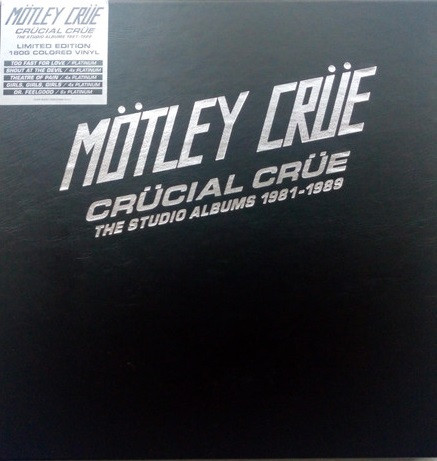 MÖTLEY CRÜE
CRÜCIAL CRÜE
THE STUDIO ALBUMS 1981-1989
LIMITED EDITION
180G COLORED VINYL
TOO FAST FOR LOVE / PLATINUM
SHOUT AT THE DEVIL / 4x PLATINUM
THEATRE OF PAIN / 4x PLATINUM
GIRLS, GIRLS, GIRLS / 4x PLATINUM
DR. FEELGOOD / 6x PLATINUM
MÖTLEY CRÜE
CRÜCIAL CRÜE
THE STUDIO ALBUMS 1981-1989